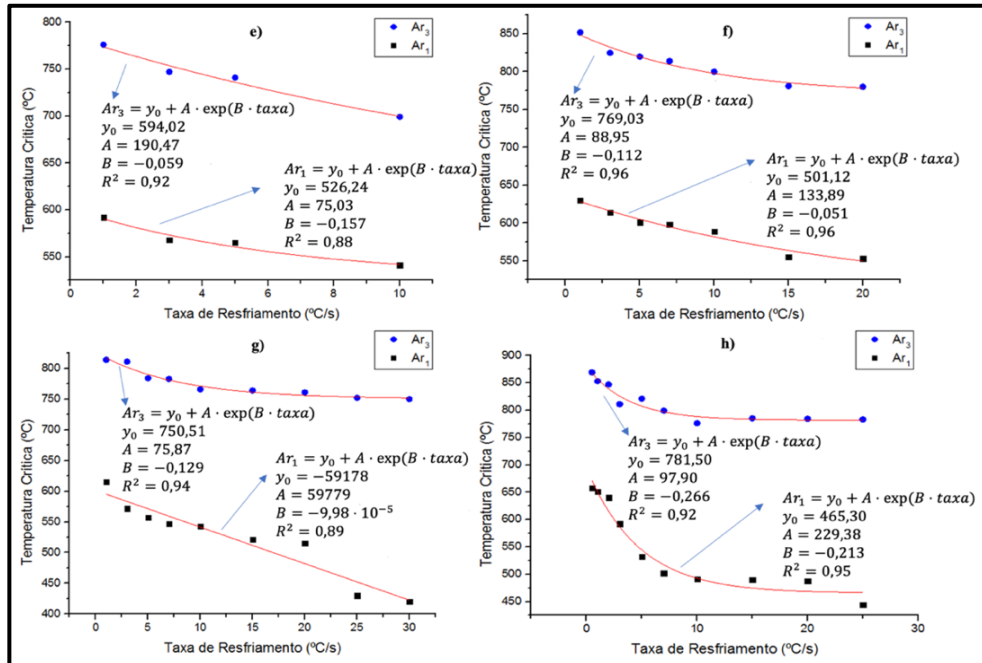 e)
Ar₃
Ar₁
Temperatura Crítica (ºC)
800
750
700
650
600
550
Ar₃ = y₀ + A · exp(B · taxa)
y₀ = 594,02
A = 190,47
B = −0,059
R² = 0,92
Ar₁ = y₀ + A · exp(B · taxa)
y₀ = 526,24
A = 75,03
B = −0,157
R² = 0,88
0 2 4 6 8 10
Taxa de Resfriamento (ºC/s)
f)
Ar₃
Ar₁
Temperatura Crítica (ºC)
850
800
750
700
650
600
550
Ar₃ = y₀ + A · exp(B · taxa)
y₀ = 769,03
A = 88,95
B = −0,112
R² = 0,96
Ar₁ = y₀ + A · exp(B · taxa)
y₀ = 501,12
A = 133,89
B = −0,051
R² = 0,96
0 5 10 15 20
Taxa de Resfriamento (ºC/s)
g)
Ar₃
Ar₁
Temperatura Crítica (ºC)
800
750
700
650
600
550
500
450
400
Ar₃ = y₀ + A · exp(B · taxa)
y₀ = 750,51
A = 75,87
B = −0,129
R² = 0,94
Ar₁ = y₀ + A · exp(B · taxa)
y₀ = −59178
A = 59779
B = −9,98 · 10⁻⁵
R² = 0,89
0 5 10 15 20 25 30
Taxa de Resfriamento (ºC/s)
h)
Ar₃
Ar₁
Temperatura Crítica (ºC)
900
850
800
750
700
650
600
550
500
450
Ar₃ = y₀ + A · exp(B · taxa)
y₀ = 781,50
A = 97,90
B = −0,266
R² = 0,92
Ar₁ = y₀ + A · exp(B · taxa)
y₀ = 465,30
A = 229,38
B = −0,213
R² = 0,95
0 5 10 15 20 25 30
Taxa de Resfriamento (ºC/s)